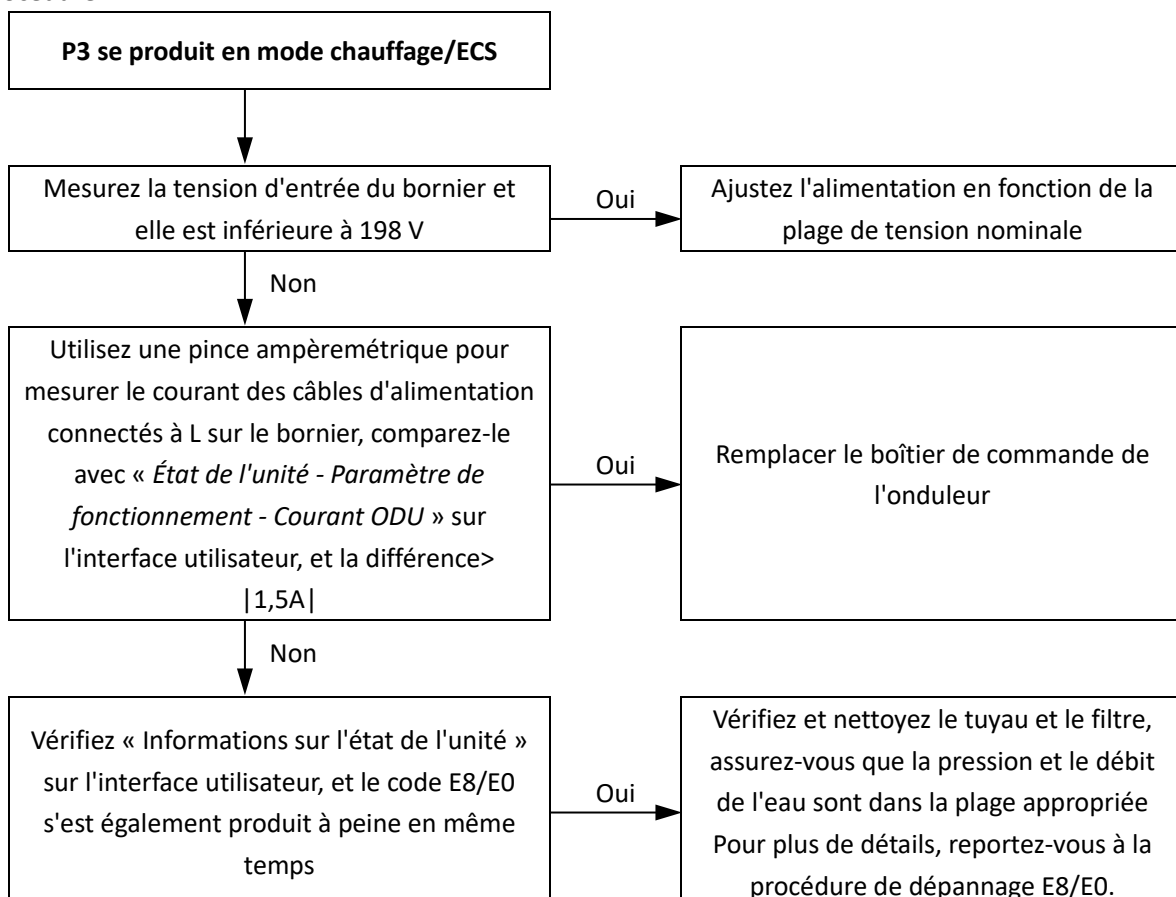 P3 se produit en mode chauffage/ECS
Mesurez la tension d'entrée du bornier et
elle est inférieure à 198 V
Oui
Ajustez l'alimentation en fonction de la
plage de tension nominale
Non
Utilisez une pince ampèremétrique pour
mesurer le courant des câbles d'alimentation
connectés à L sur le bornier, comparez-le
avec « État de l'unité - Paramètre de
fonctionnement - Courant ODU » sur
l'interface utilisateur, et la différence>
|1,5A|
Oui
Remplacer le boîtier de commande de
l'onduleur
Non
Vérifiez « Informations sur l'état de l'unité »
sur l'interface utilisateur, et le code E8/E0
s'est également produit à peine en même
temps
Oui
Vérifiez et nettoyez le tuyau et le filtre,
assurez-vous que la pression et le débit
de l'eau sont dans la plage appropriée
Pour plus de détails, reportez-vous à la
procédure de dépannage E8/E0.